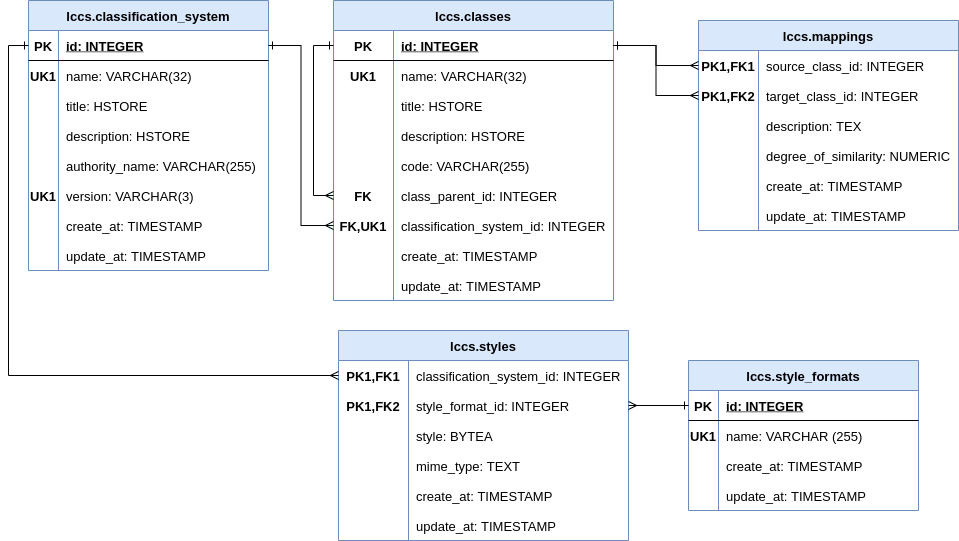 lccs.classification_system
PK id: INTEGER
UK1 name: VARCHAR(32)
title: HSTORE
description: HSTORE
authority_name: VARCHAR(255)
UK1 version: VARCHAR(3)
create_at: TIMESTAMP
update_at: TIMESTAMP
lccs.classes
PK id: INTEGER
UK1 name: VARCHAR(32)
title: HSTORE
description: HSTORE
code: VARCHAR(255)
FK class_parent_id: INTEGER
FK,UK1 classification_system_id: INTEGER
create_at: TIMESTAMP
update_at: TIMESTAMP
lccs.mappings
PK1,FK1 source_class_id: INTEGER
PK1,FK2 target_class_id: INTEGER
description: TEX
degree_of_similarity: NUMERIC
create_at: TIMESTAMP
update_at: TIMESTAMP
lccs.styles
PK1,FK1 classification_system_id: INTEGER
PK1,FK2 style_format_id: INTEGER
style: BYTEA
mime_type: TEXT
create_at: TIMESTAMP
update_at: TIMESTAMP
lccs.style_formats
PK id: INTEGER
UK1 name: VARCHAR (255)
create_at: TIMESTAMP
update_at: TIMESTAMP